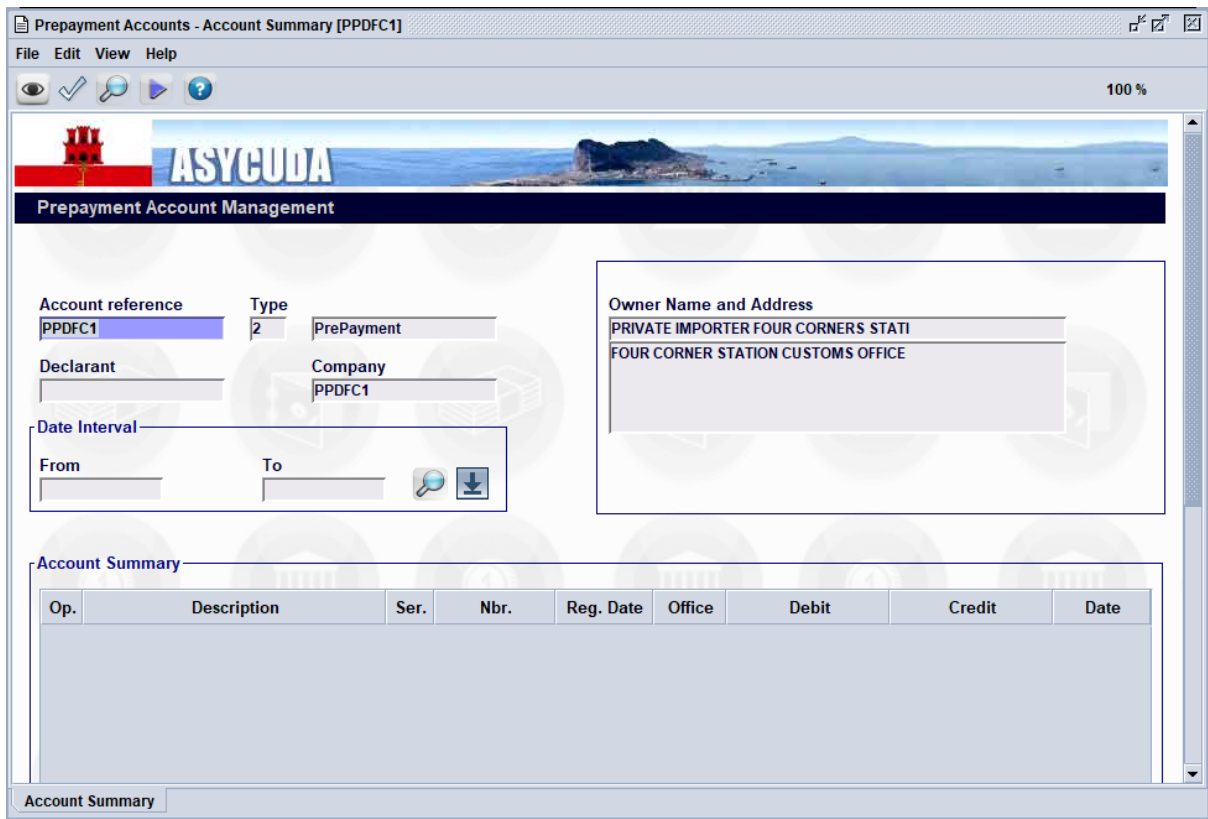 Prepayment Accounts - Account Summary [PPDFC1]
File Edit View Help
100 %
ASYCUDA
Prepayment Account Management
Account reference Type
PPDFC1 2 PrePayment
Declarant Company
PPDFC1
Owner Name and Address
PRIVATE IMPORTER FOUR CORNERS STATI
FOUR CORNER STATION CUSTOMS OFFICE
Date Interval
From To
Account Summary
Op. Description Ser. Nbr. Reg. Date Office Debit Credit Date
Account Summary